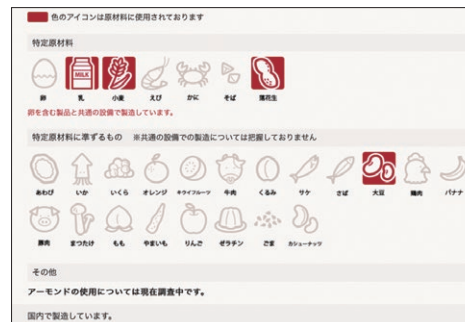 色のアイコンは原材料に使用されております
特定原材料
MILK
卵 乳 小麦 えび かに そば 落花生
卵を含む製品と共通の設備で製造しています。
特定原材料に準ずるもの ※共通の設備での製造については把握しておりません
あわび いか いくら オレンジ キウイフルーツ 牛肉 くるみ サケ さば 大豆 鶏肉 バナナ
豚肉 まつたけ もも やまいも りんご ゼラチン ごま カシューナッツ
その他
アーモンドの使用については現在調査中です。
国内で製造しています。